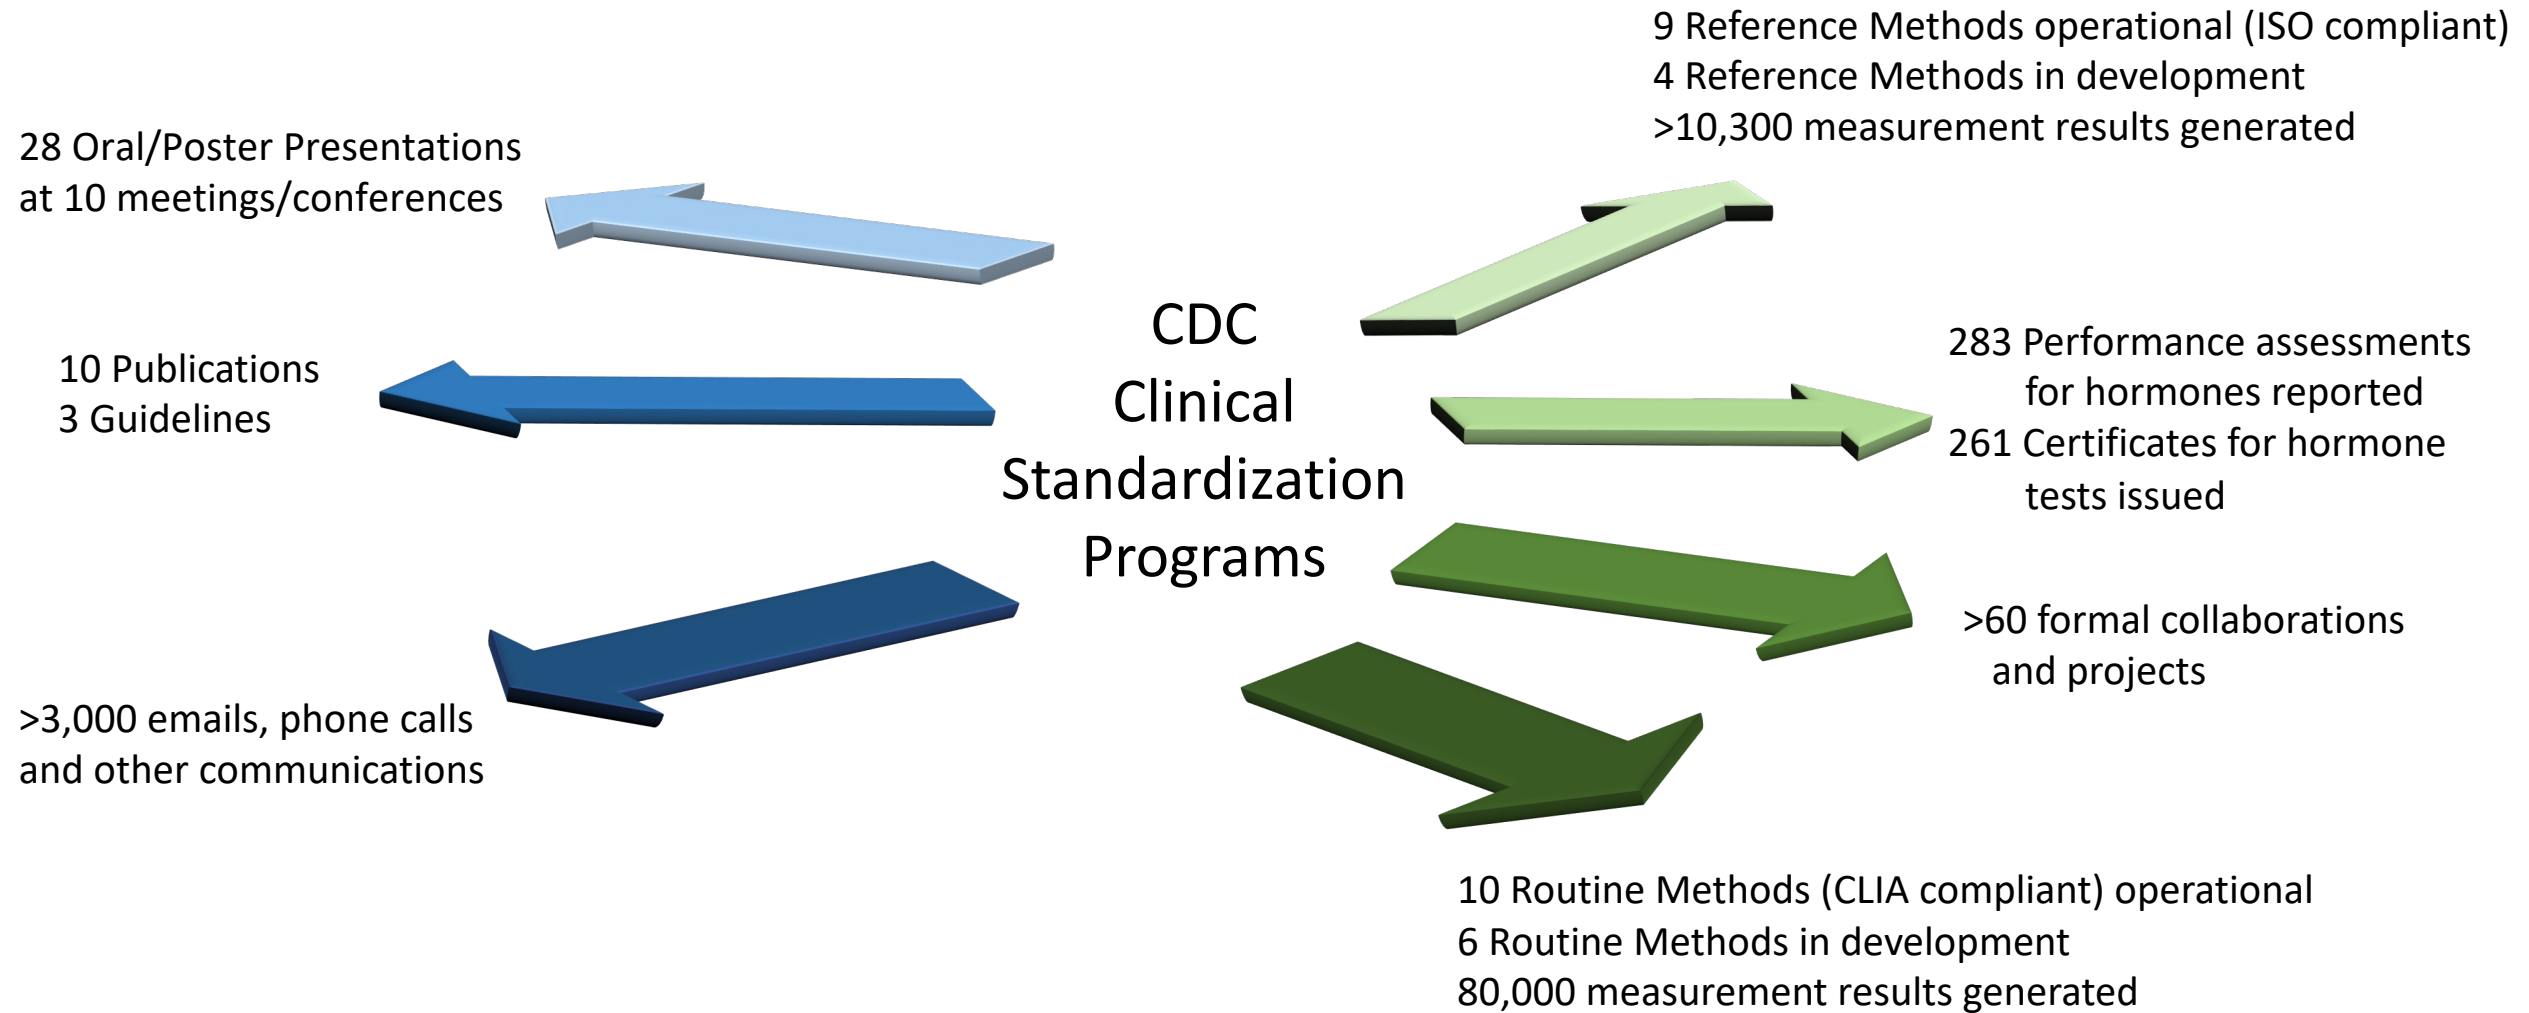 9 Reference Methods operational (ISO compliant)
4 Reference Methods in development
>10,300 measurement results generated
28 Oral/Poster Presentations
at 10 meetings/conferences
CDC
Clinical
Standardization
Programs
10 Publications
3 Guidelines
283 Performance assessments
for hormones reported
261 Certificates for hormone
tests issued
>60 formal collaborations
and projects
>3,000 emails, phone calls
and other communications
10 Routine Methods (CLIA compliant) operational
6 Routine Methods in development
80,000 measurement results generated